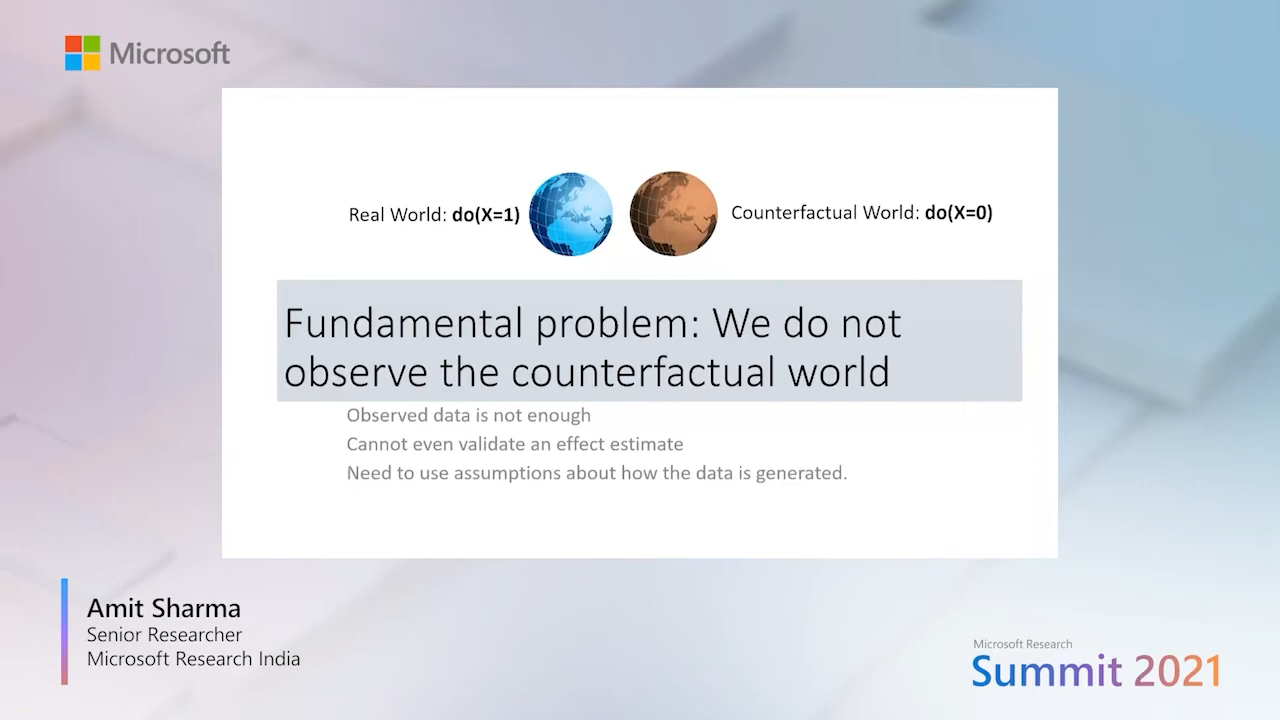 Microsoft
Real World: do(X=1)
Counterfactual World: do(X=0)
Fundamental problem: We do not
observe the counterfactual world
Observed data is not enough
Cannot even validate an effect estimate
Need to use assumptions about how the data is generated.
Amit Sharma
Senior Researcher
Microsoft Research India
Microsoft Research
Summit 2021